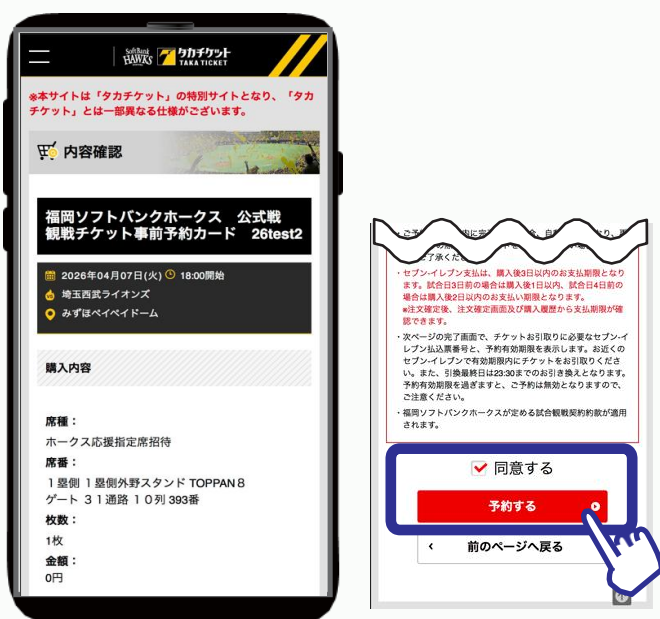 SoftBank
HAWKS
タカチケット
TAKA TICKET
※本サイトは「タカチケット」の特別サイトとなり、「タカ
チケット」とは一部異なる仕様がございます。
内容確認
福岡ソフトバンクホークス　公式戦
観戦チケット事前予約カード　26test2
2026年04月07日(火) 18:00開始
埼玉西武ライオンズ
みずほペイペイドーム
購入内容
席種：
ホークス応援指定席招待
席番：
１塁側 １塁側外野スタンド TOPPAN８
ゲート ３１通路 １０列 393番
枚数：
1枚
金額：
0円
・セブン‐イレブン支払は、購入後3日以内のお支払期限となり
ます。試合日3日前の場合は購入後1日以内、試合日4日前の
場合は購入後2日以内のお支払い期限となります。
※注文確定後、注文確定画面及び購入履歴から支払期限が確
認できます。
・次ページの完了画面で、チケットお引取りに必要なセブン‐イ
レブン払込票番号と、予約有効期限を表示します。お近くの
セブン‐イレブンで有効期限内にチケットをお引取りくださ
い。また、引換最終日は23:30までのお引き換えとなります。
予約有効期限を過ぎますと、ご予約は無効となりますので、
ご注意ください。
・福岡ソフトバンクホークスが定める試合観戦契約約款が適用
されます。
同意する
予約する
前のページへ戻る